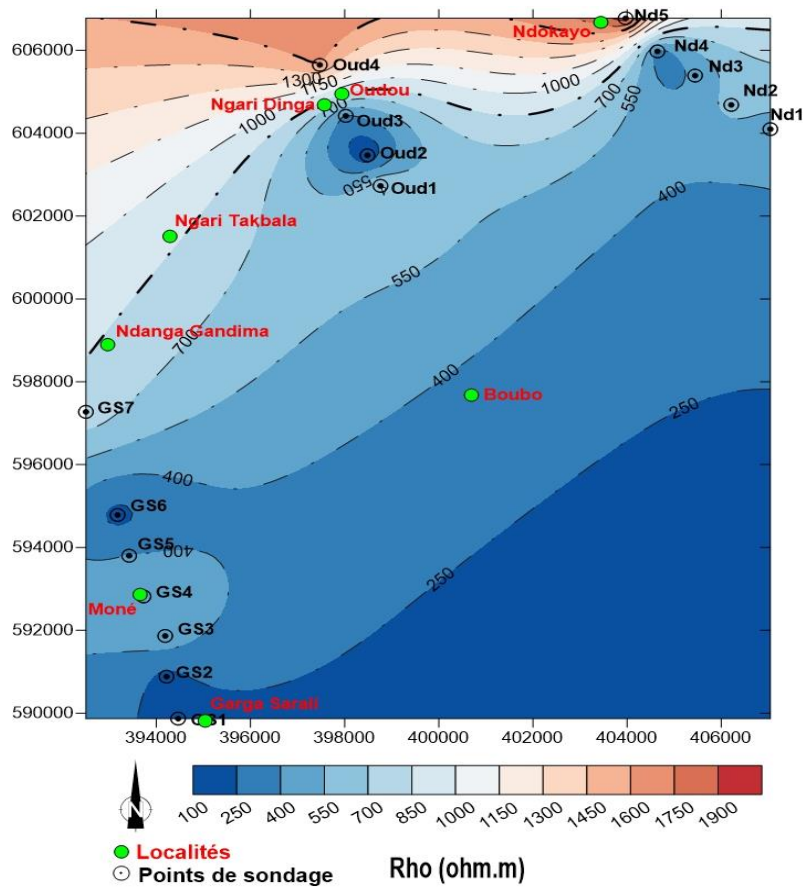 606000
604000
602000
600000
598000
596000
594000
592000
590000
394000 396000 398000 400000 402000 404000 406000
Nd5
Ndokayo
Nd4
Nd3
Nd2
Nd1
Oud4
1300
1150
1000
Oudou
Ngari Dinga
700
Oud3
Oud2
550
Oud1
1000
1000
700
550
400
Ngari Takbala
550
Ndanga Gandima
700
400
GS7
Boubo
250
400
GS6
GS5
400
GS4
Moné
250
GS3
GS2
Garga Sarali
GS1
N
100 250 400 550 700 850 1000 1150 1300 1450 1600 1750 1900
Localités
Points de sondage
Rho (ohm.m)